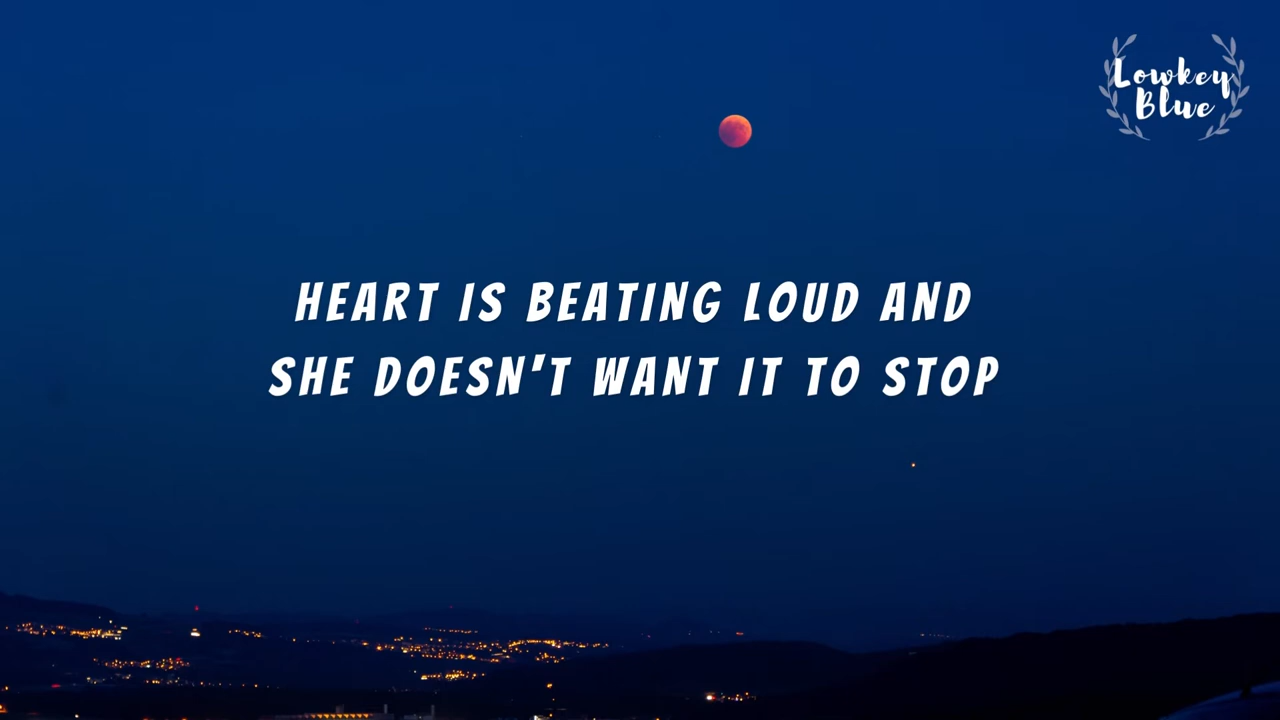 Lowkey
Blue
HEART IS BEATING LOUD AND
SHE DOESN'T WANT IT TO STOP